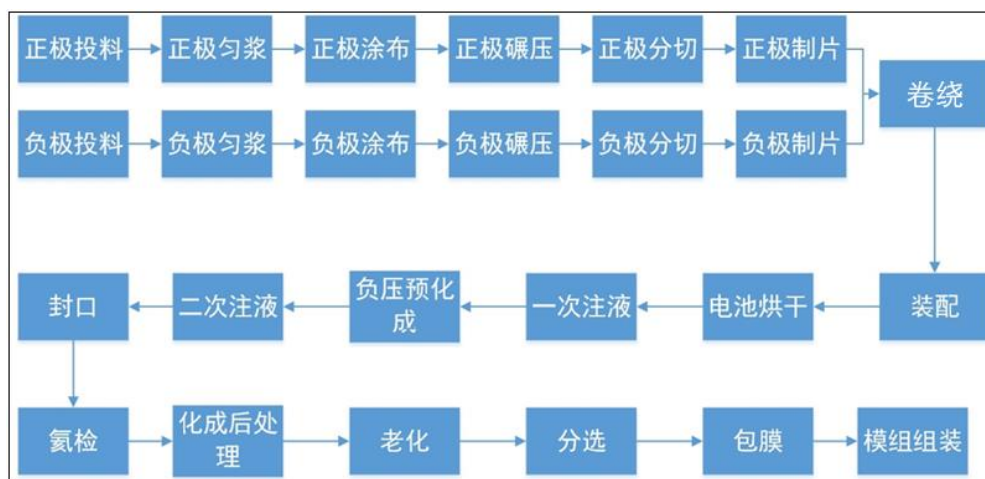 正极投料
正极匀浆
正极涂布
正极碾压
正极分切
正极制片
卷绕
负极投料
负极匀浆
负极涂布
负极碾压
负极分切
负极制片
封口
二次注液
负压预化
成
一次注液
电池烘干
装配
氦检
化成后处
理
老化
分选
包膜
模组组装